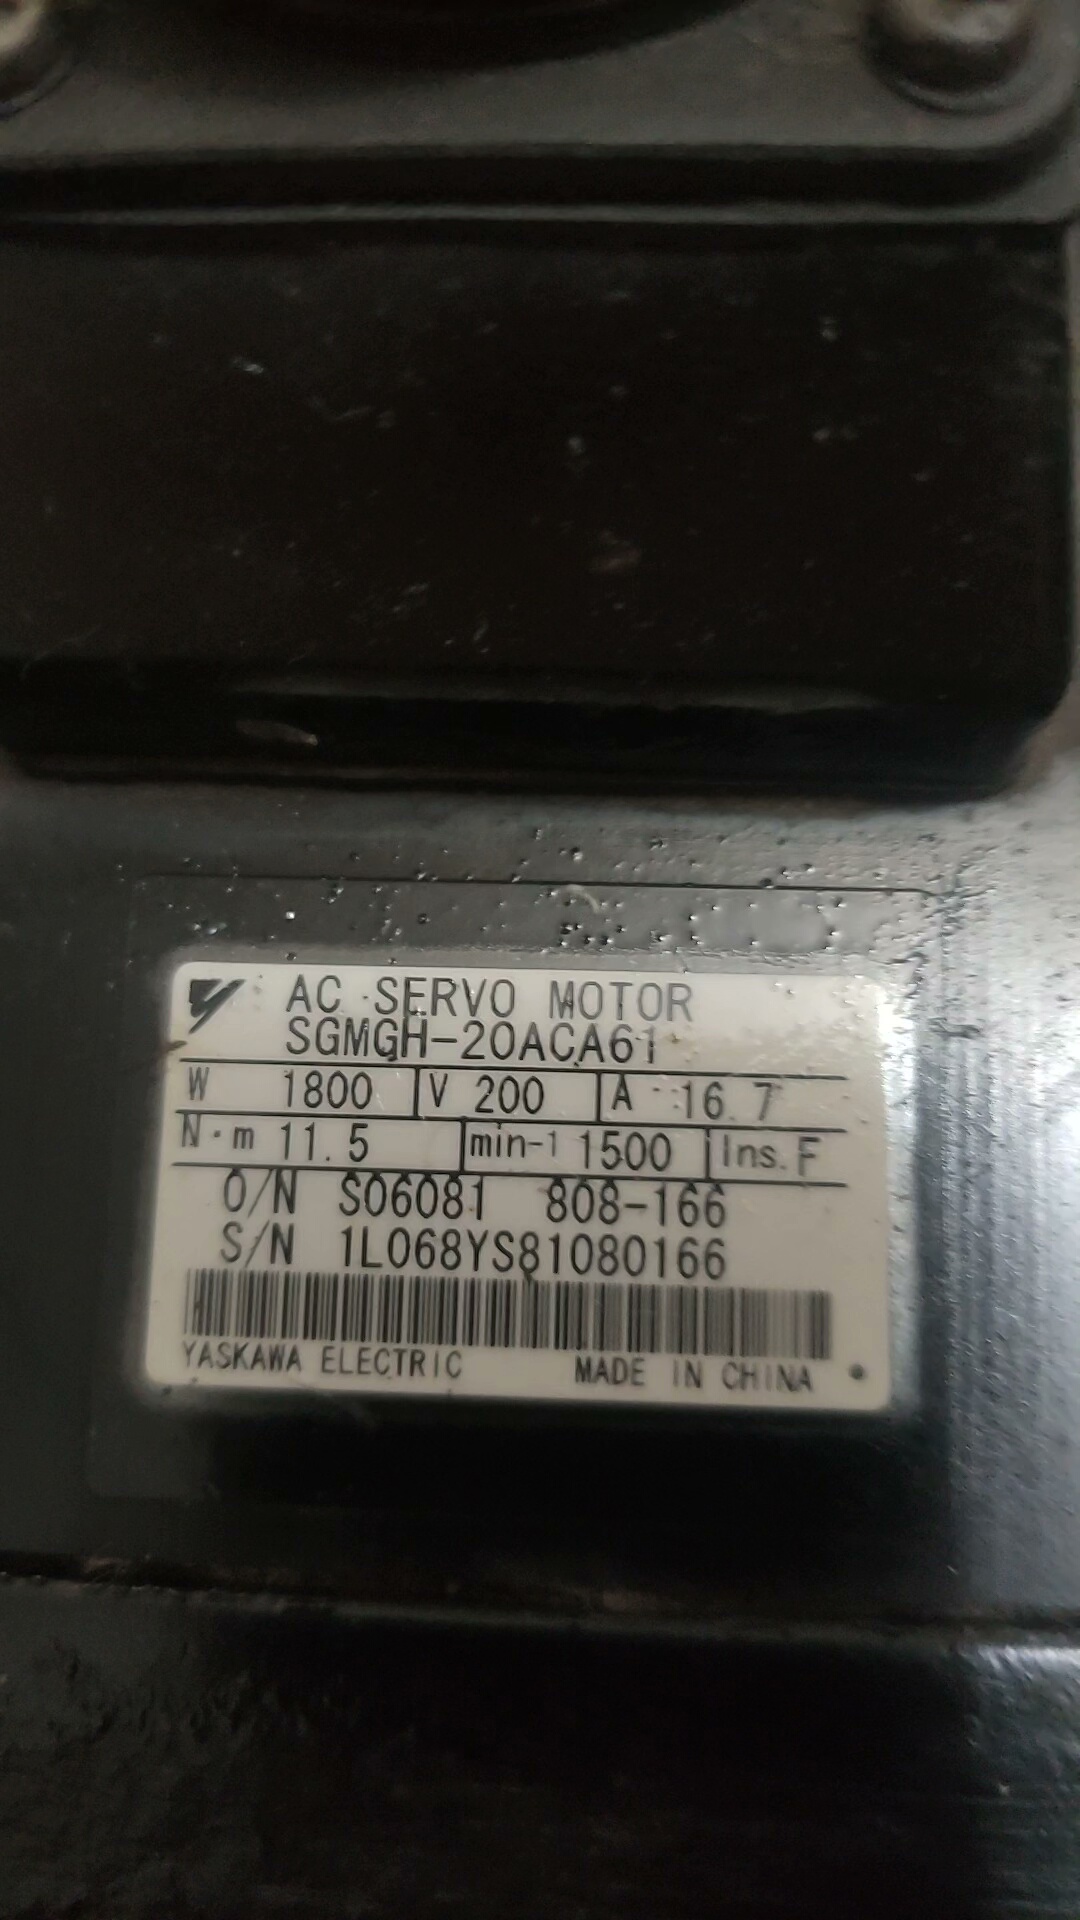 AC SERVO MOTOR
SGMGH-20ACA61
W 1800 V 200 A 16.7
N·m 11.5 min-1 1500 Ins. F
O/N S06081 808-166
S/N 1L068YS81080166
YASKAWA ELECTRIC MADE IN CHINA